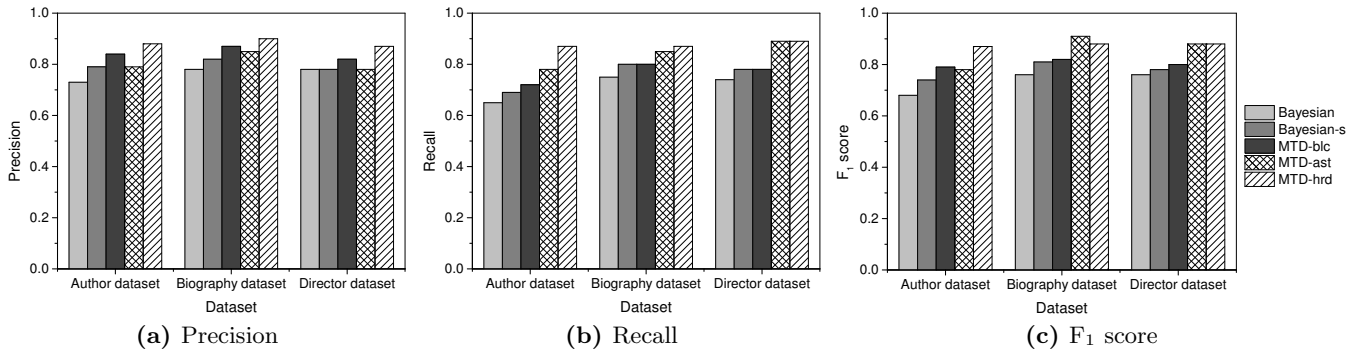 1.0
0.8
0.6
0.4
0.2
0.0
Precision
Author dataset Biography dataset Director dataset
Dataset
(a) Precision
1.0
0.8
0.6
0.4
0.2
0.0
Recall
Author dataset Biography dataset Director dataset
Dataset
(b) Recall
1.0
0.8
0.6
0.4
0.2
0.0
F₁ score
Author dataset Biography dataset Director dataset
Dataset
(c) F₁ score
Bayesian
Bayesian-s
MTD-blc
MTD-ast
MTD-hrd